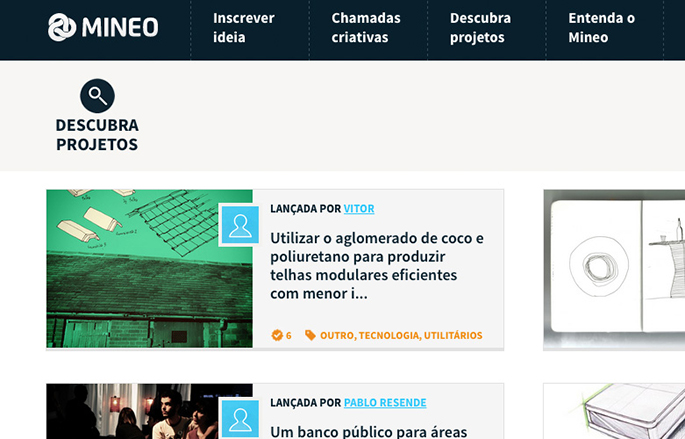 MINEO
Inscrever
ideia
Chamadas
criativas
Descubra
projetos
Entenda o
Mineo
DESCUBRA
PROJETOS
LANÇADA POR VITOR
Utilizar o aglomerado de coco e
poliuretano para produzir
telhas modulares eficientes
com menor i...
6
OUTRO, TECNOLOGIA, UTILITÁRIOS
LANÇADA POR PABLO RESENDE
Um banco público para áreas